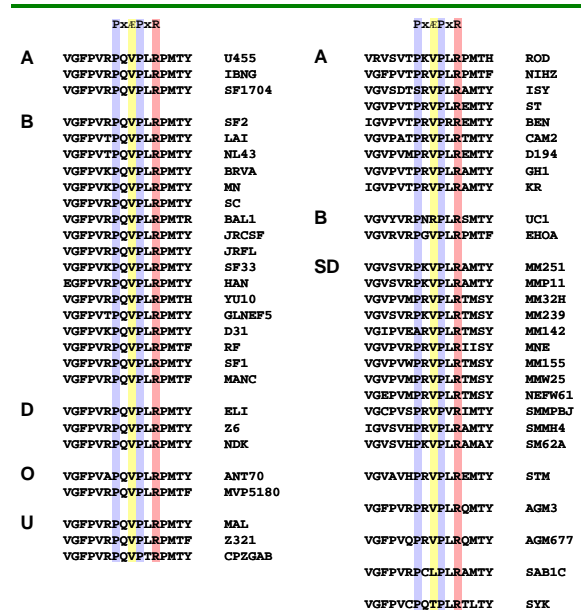 PxÆPxR
A VGFPVRPQVPLRPMTY U455
VGFPVRPQVPLRPMTY IBNG
VGFPVRPQVPLRPMTY SF1704
B VGFPVRPQVPLRPMTY SF2
VGFPVTPQVPLRPMTY LAI
VGFPVTPQVPLRPMTY NL43
VGFPVKPQVPLRPMTY BRVA
VGFPVKPQVPLRPMTY MN
VGFPVRPQVPLRPMTY SC
VGFPVRPQVPLRPMTR BAL1
VGFPVRPQVPLRPMTY JRCSF
VGFPVRPQVPLRPMTY JRFL
VGFPVKPQVPLRPMTY SF33
EGFPVRPQVPLRPMTY HAN
VGFPVRPQVPLRPMTH YU10
VGFPVTPQVPLRPMTY GLNEF5
VGFPVKPQVPLRPMTY D31
VGFPVRPQVPLRPMTF RF
VGFPVRPQVPLRPMTY SF1
VGFPVRPQVPLRPMTF MANC
D VGFPVRPQVPLRPMTY ELI
VGFPVRPQVPLRPMTY Z6
VGFPVRPQVPLRPMTY NDK
O VGFPVAPQVPLRPMTY ANT70
VGFPVRPQVPLRPMTF MVP5180
U VGFPVRPQVPLRPMTY MAL
VGFPVRPQVPLRPMTF Z321
VGFPVRPQVPTRPMTY CPZGAB
PxÆPxR
A VRVSVTPKVPLRPMTH ROD
VGFPVTPRVPLRPMTF NIHZ
VGVSDTSRVPLRAMTY ISY
VGVPVTPRVPLREMTY ST
IGVPVTPRVPRREMTY BEN
VGVPATPRVPLRTMTY CAM2
VGVPVMPRVPLREMTY D194
VGVPVTPRVPLRAMTY GH1
IGVPVTPRVPLRAMTY KR
B VGVYVRPNRPLRSMTY UC1
VGVRVRPGVPLRPMTF EHOA
SD VGVSVRPKVPLRAMTY MM251
VGVSVRPKVPLRAMTY MMP11
VGVPVMPRVPLRTMSY MM32H
VGVSVRPKVPLRTMSY MM239
VGIPVEARVPLRTMSY MM142
VGVPVRPRVPLRIISY MNE
VGVPVWPRVPLRTMSY MM155
VGVPVMPRVPLRTMSY MMW25
VGEPVMPRVPLRTMSY NEFW61
VGCPVSPRVPVRIMTY SMMPBJ
IGVSVHPRVPLRAMTY SMMH4
VGVSVHPKVPLRAMAY SM62A
VGVAVHPRVPLREMTY STM
VGFPVRPRVPLRQMTY AGM3
VGFPVQPRVPLRQMTY AGM677
VGFPVRPCLPLRAMTY SAB1C
VGFPVCPQTPLRTLTY SYK